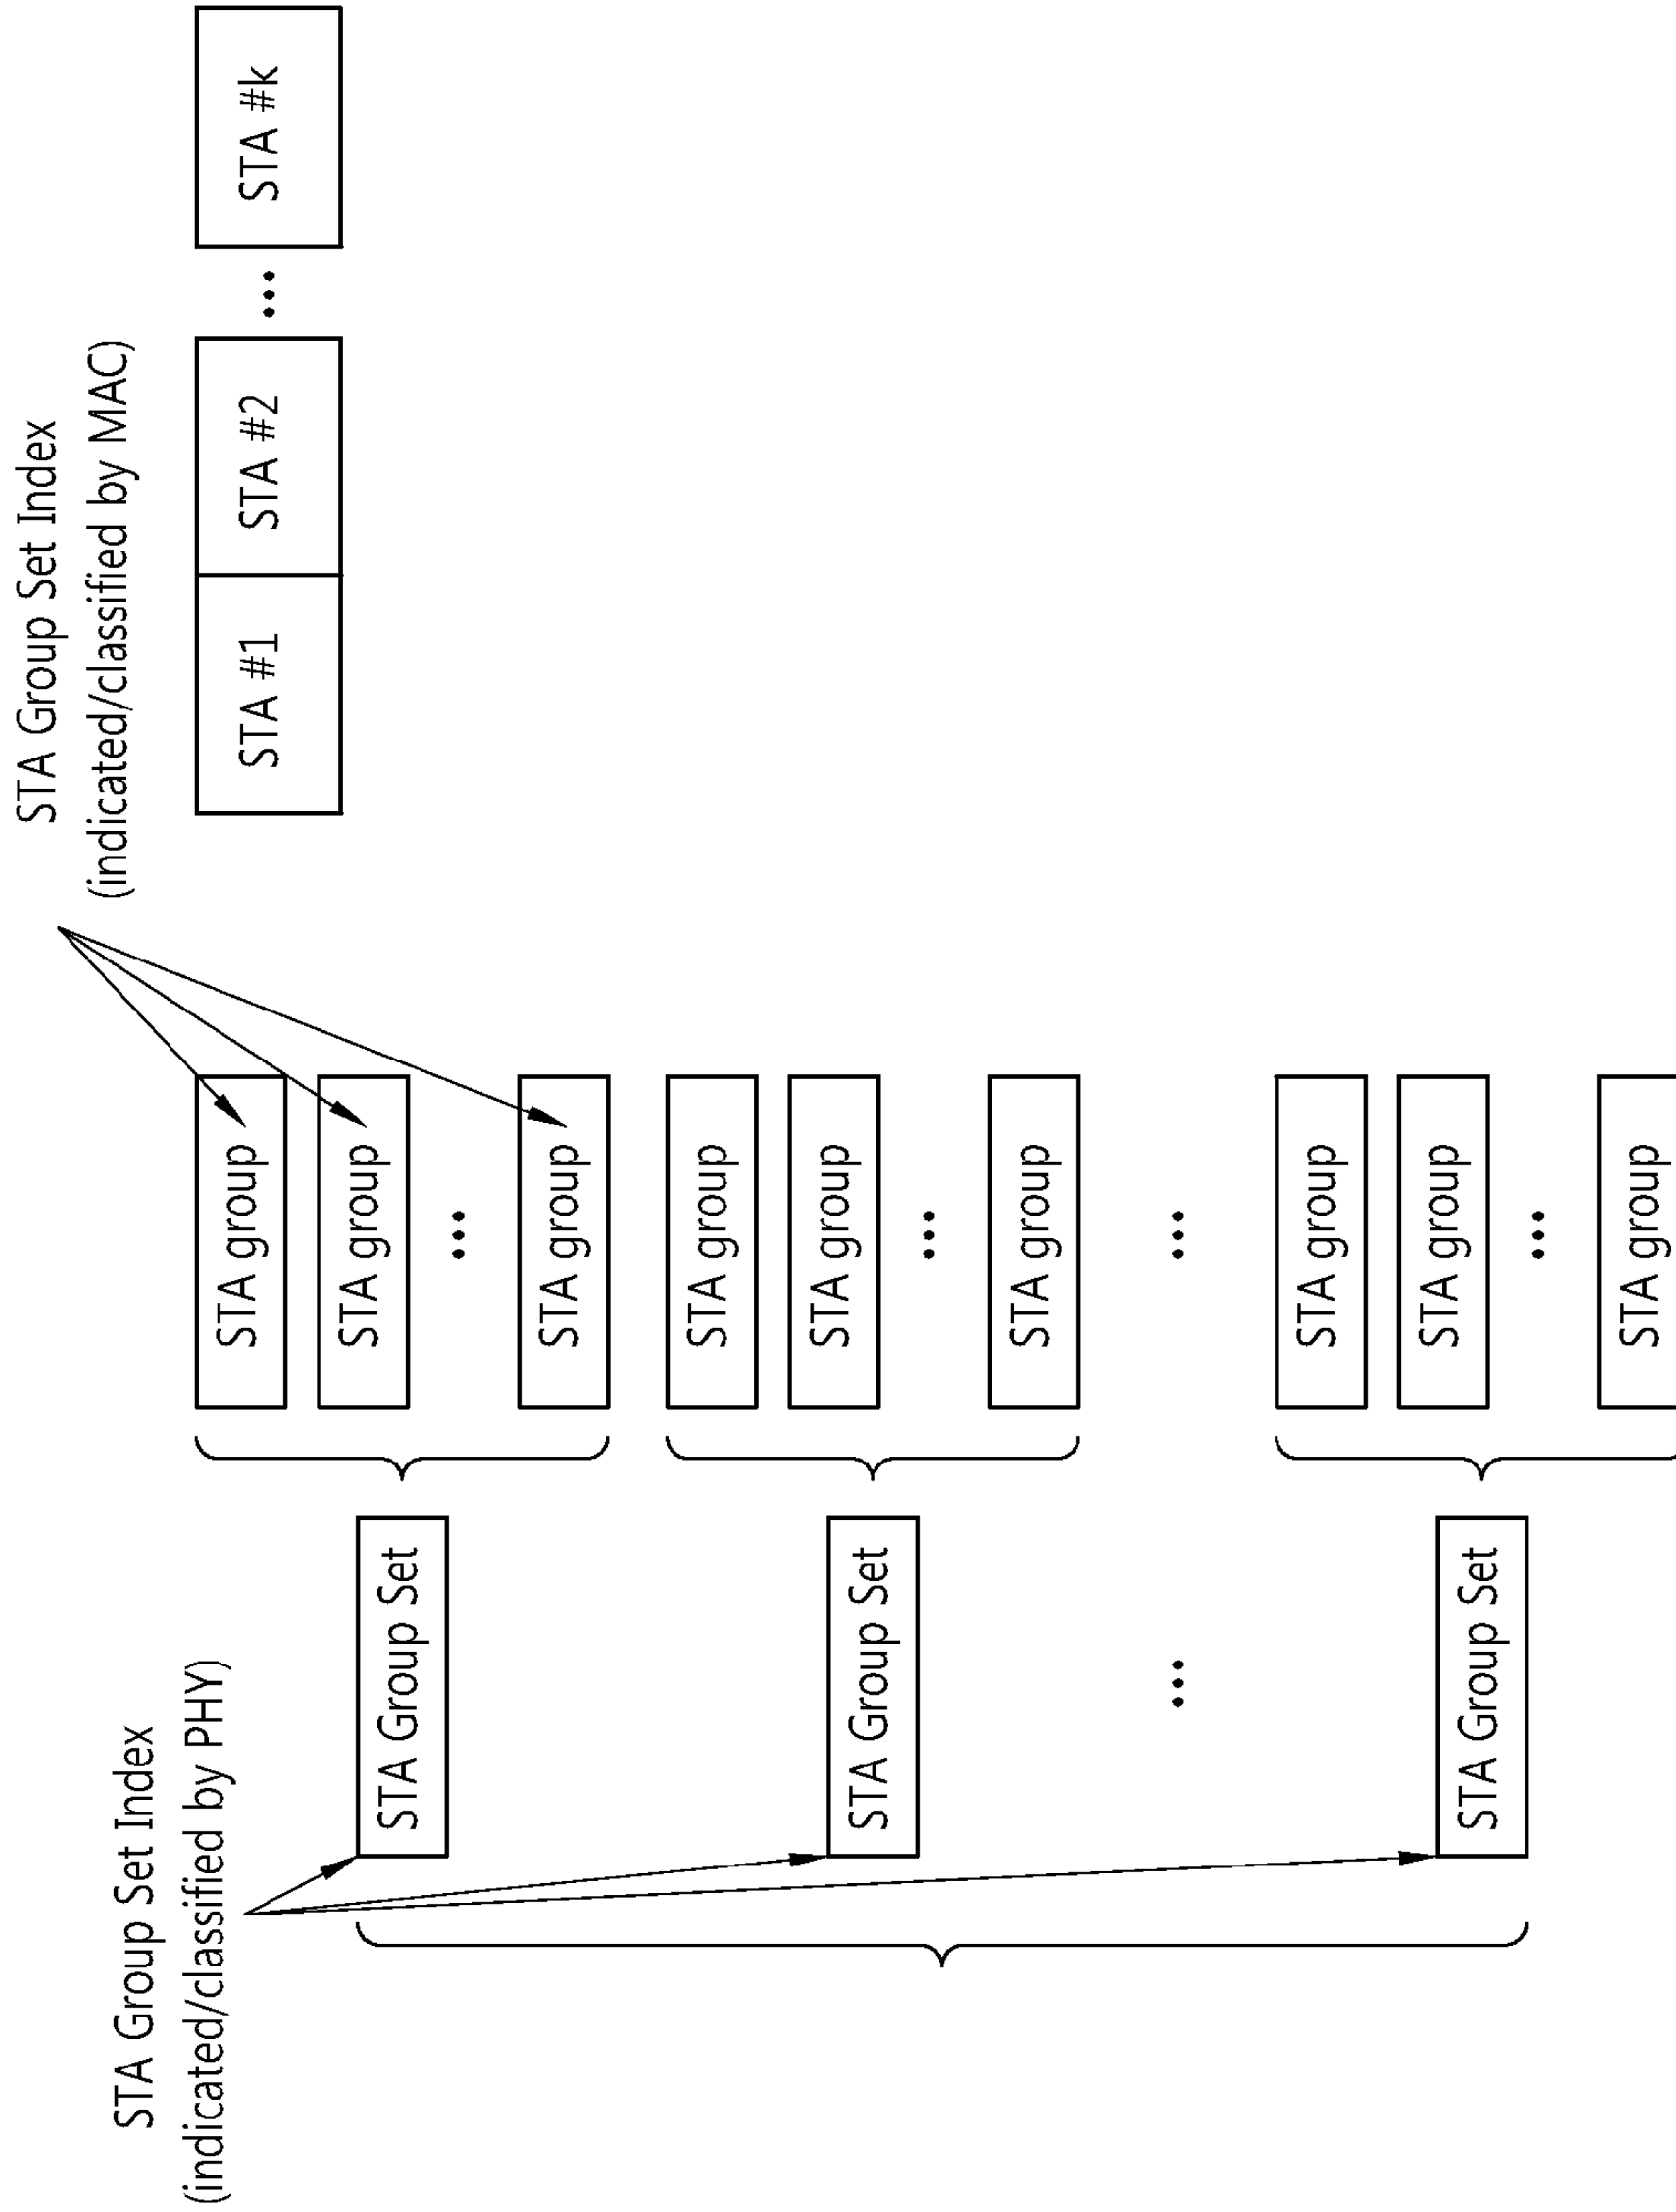 STA Group Set Index
(indicated/classified by PHY)
STA Group Set
STA Group Set
...
STA Group Set
STA group
STA group
...
STA group
STA group
STA group
...
STA group
...
STA group
STA group
...
STA group
STA Group Set Index
(indicated/classified by MAC)
STA #1 STA #2 ... STA #k